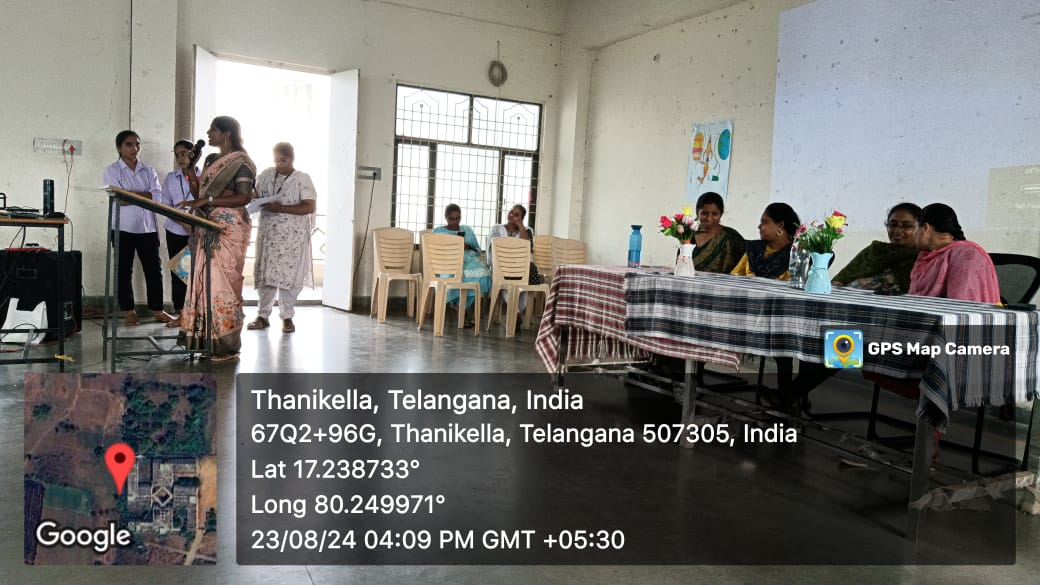 GPS Map Camera
Thanikella, Telangana, India
67Q2+96G, Thanikella, Telangana 507305, India
Lat 17.238733°
Long 80.249971°
23/08/24 04:09 PM GMT +05:30
Google